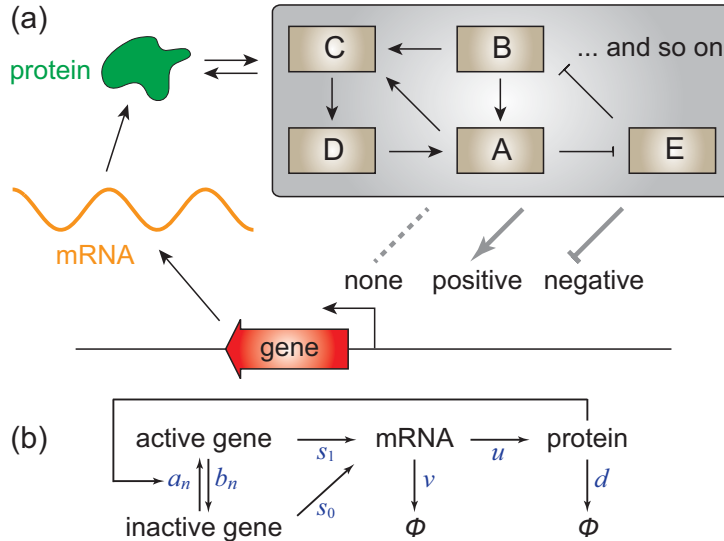 (a)
protein
C
B
... and so on
D
A
E
mRNA
none
positive
negative
gene
(b)
active gene
s₁
mRNA
u
protein
aₙ
bₙ
s₀
v
d
inactive gene
Φ
Φ